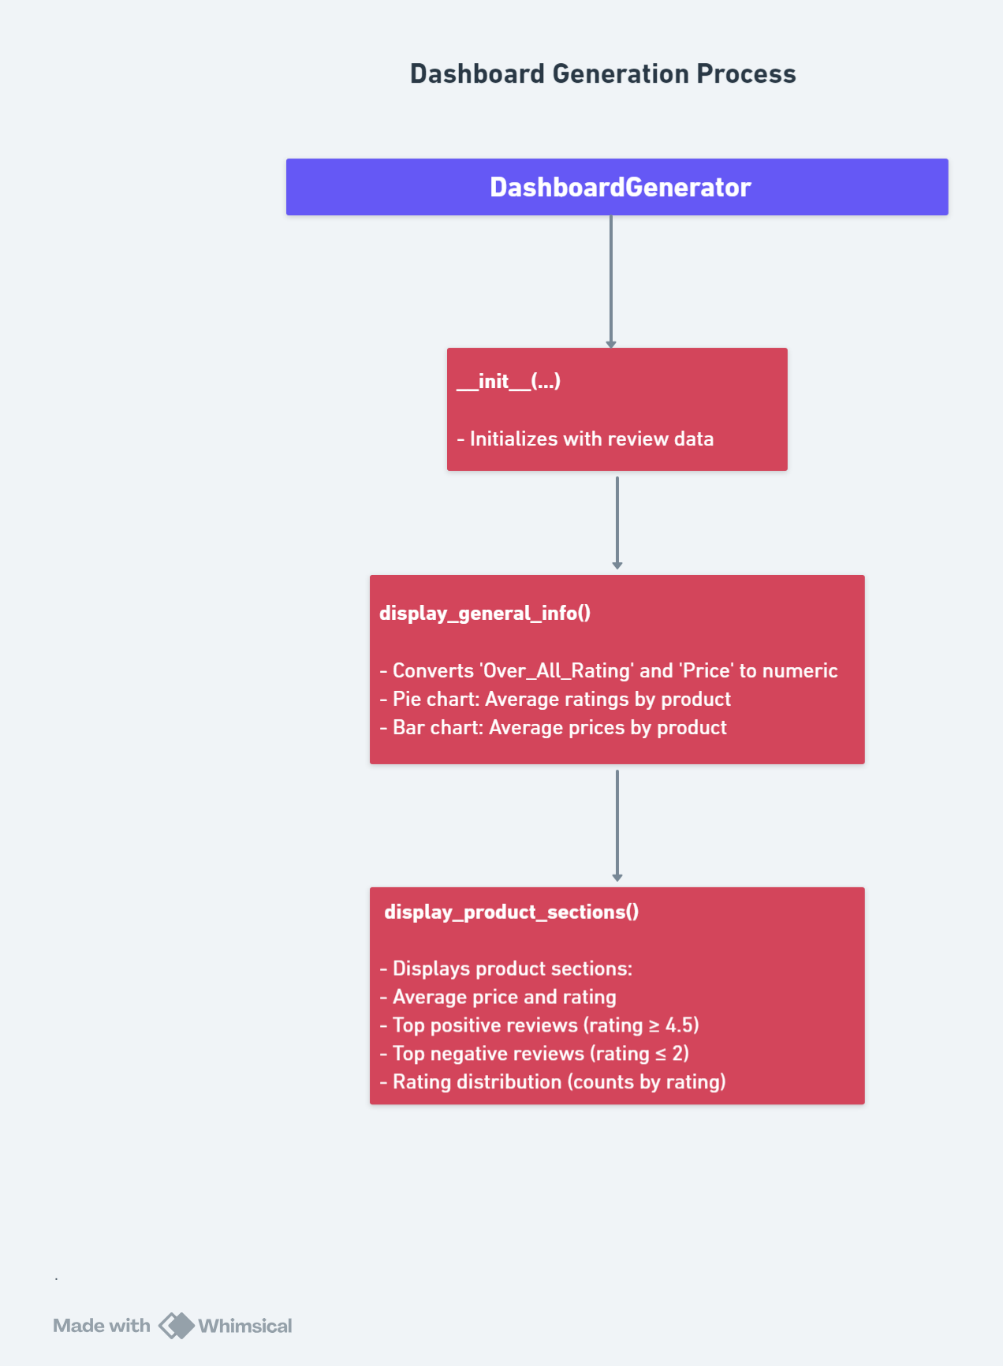 Dashboard Generation Process
DashboardGenerator
__init__(...)
- Initializes with review data
display_general_info()
- Converts 'Over_All_Rating' and 'Price' to numeric
- Pie chart: Average ratings by product
- Bar chart: Average prices by product
display_product_sections()
- Displays product sections:
- Average price and rating
- Top positive reviews (rating ≥ 4.5)
- Top negative reviews (rating ≤ 2)
- Rating distribution (counts by rating)
.
Made with Whimsical